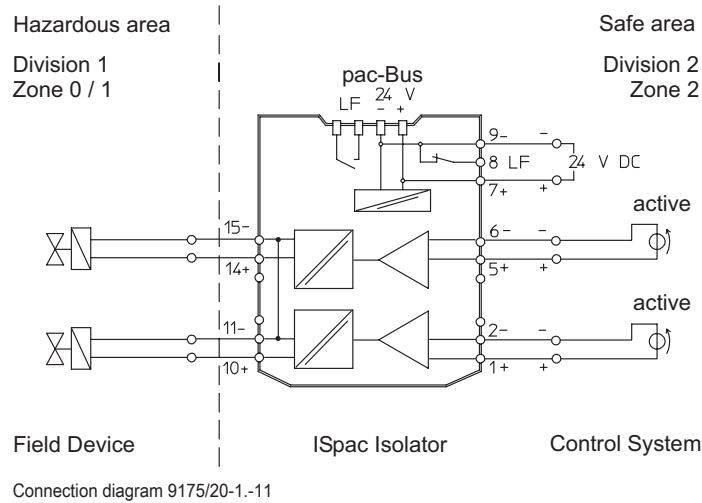 Hazardous area
Safe area
Division 1
Zone 0 / 1
Division 2
Zone 2
pac-Bus
LF 24 V
- +
9- -
8 LF 24 V DC
7+ +
active
15-
6- -
14+
5+ +
active
11-
2- -
10+
1+ +
Field Device
ISpac Isolator
Control System
Connection diagram 9175/20-1.-11